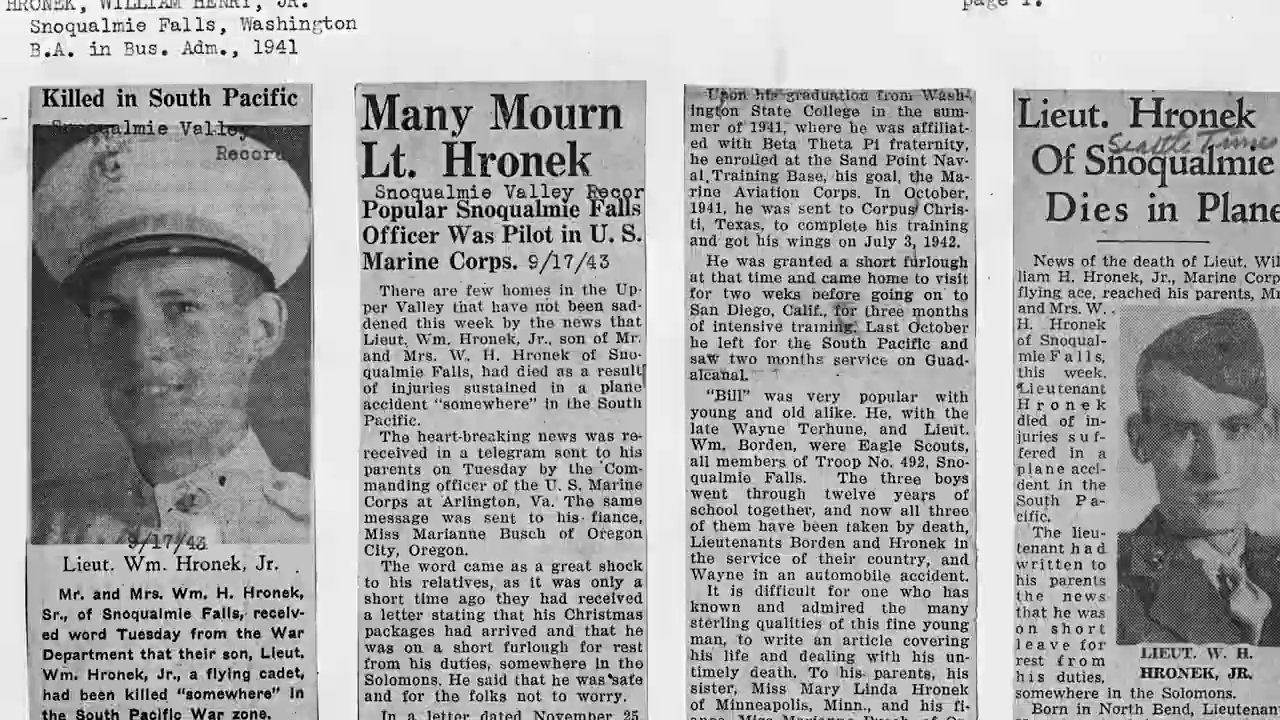 HRONEK, WILLIAM HENRY, JR.
Snoqualmie Falls, Washington
B.A. in Bus. Adm., 1941
page 1.
Killed in South Pacific
Snoqualmie Valley
Record
9/17/43
Lieut. Wm. Hronek, Jr.
Mr. and Mrs. Wm. H. Hronek,
Sr., of Snoqualmie Falls, receiv-
ed word Tuesday from the War
Department that their son, Lieut.
Wm. Hronek, Jr., a flying cadet,
had been killed "somewhere" in
the South Pacific War zone.
Many Mourn
Lt. Hronek
Snoqualmie Valley Recor
Popular Snoqualmie Falls
Officer Was Pilot in U. S.
Marine Corps. 9/17/43
There are few homes in the Up-
per Valley that have not been sad-
dened this week by the news that
Lieut. Wm. Hronek, Jr., son of Mr.
and Mrs. W. H. Hronek of Sno-
qualmie Falls, had died as a result
of injuries sustained in a plane
accident "somewhere" in the South
Pacific.
The heart-breaking news was re-
received in a telegram sent to his
parents on Tuesday by the Com-
manding officer of the U. S. Marine
Corps at Arlington, Va. The same
message was sent to his fiance,
Miss Marianne Busch of Oregon
City, Oregon.
The word came as a great shock
to his relatives, as it was only a
short time ago they had received
a letter stating that his Christmas
packages had arrived and that he
was on a short furlough for rest
from his duties, somewhere in the
Solomons. He said that he was safe
and for the folks not to worry.
In a letter dated November 25,
Upon his graduation from Wash-
ington State College in the sum-
mer of 1941, where he was affiliat-
ed with Beta Theta Pi fraternity,
he enrolled at the Sand Point Nav-
al Training Base, his goal, the Ma-
rine Aviation Corps. In October,
1941, he was sent to Corpus Chris-
ti, Texas, to complete his training
and got his wings on July 3, 1942.
He was granted a short furlough
at that time and came home to visit
for two weeks before going on to
San Diego, Calif., for three months
of intensive training. Last October
he left for the South Pacific and
saw two months service on Guad-
alcanal.
"Bill" was very popular with
young and old alike. He, with the
late Wayne Terhune, and Lieut.
Wm. Borden, were Eagle Scouts,
all members of Troop No. 492, Sno-
qualmie Falls. The three boys
went through twelve years of
school together, and now all three
of them have been taken by death,
Lieutenants Borden and Hronek in
the service of their country, and
Wayne in an automobile accident.
It is difficult for one who has
known and admired the many
sterling qualities of this fine young
man, to write an article covering
his life and dealing with his un-
timely death. To his parents, his
sister, Miss Mary Linda Hronek
of Minneapolis, Minn., and his fi-
Lieut. Hronek
Seattle Times
Of Snoqualmie
Dies in Plane
News of the death of Lieut. Wil
liam H. Hronek, Jr., Marine Corp
flying ace, reached his parents, Mr
and Mrs. W.
H. Hronek
of Snoqual-
mie Falls,
this week.
Lieutenant
Hronek
died of in-
juries suf-
fered in a
plane acci-
dent in the
South Pa-
cific.
The lieu-
tenant had
written to
his parents
the news
that he was
on short
leave for
rest from
his duties,
somewhere in the Solomons.
Born in North Bend, Lieutenan
LIEUT. W. H.
HRONEK, JR.